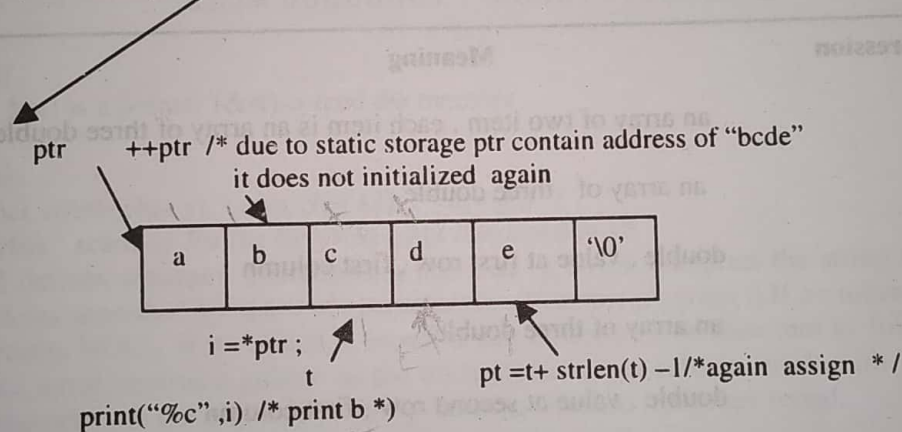 ptr ++ptr /* due to static storage ptr contain address of “bcde”
it does not initialized again
a b c d e ‘\0’
i =*ptr ;
t
pt =t+ strlen(t) –1/*again assign * /
print(“%c”,i) /* print b *)